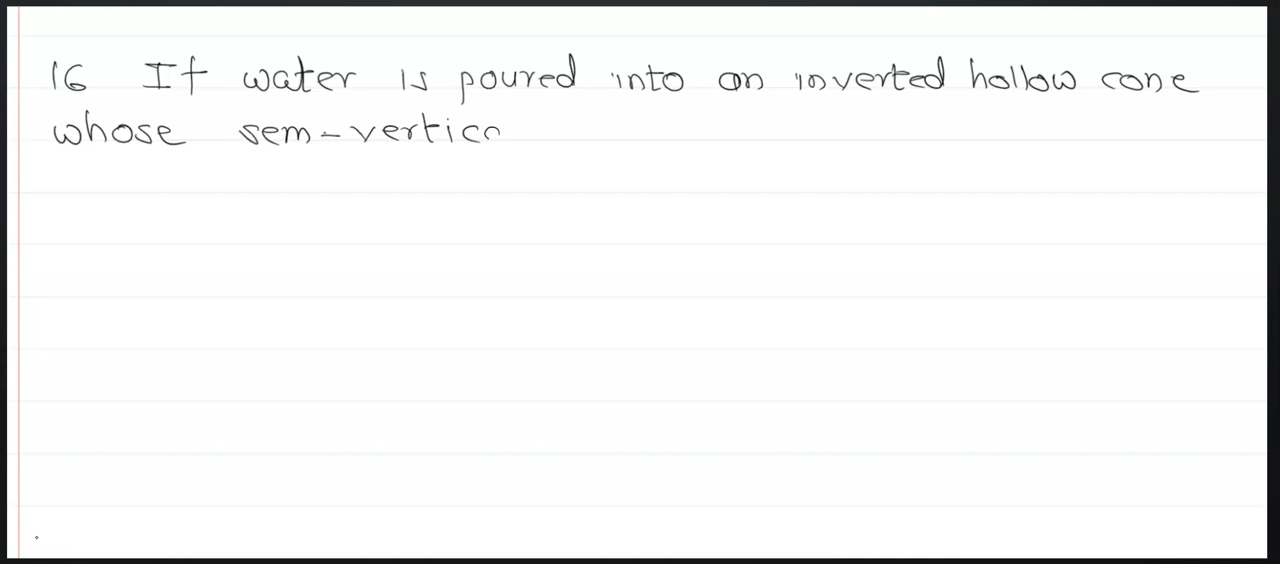 16 If water is poured into an inverted hollow cone
whose sem-vertica